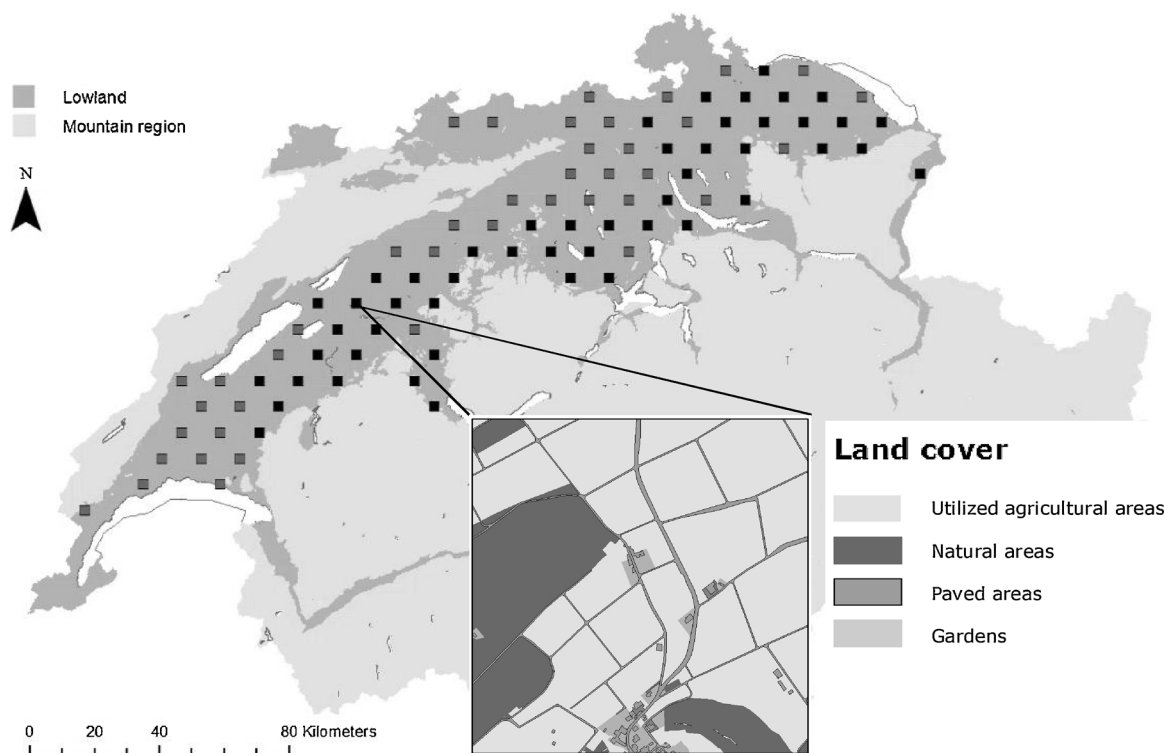 Lowland
Mountain region
N
Land cover
Utilized agricultural areas
Natural areas
Paved areas
Gardens
0 20 40 80 Kilometers